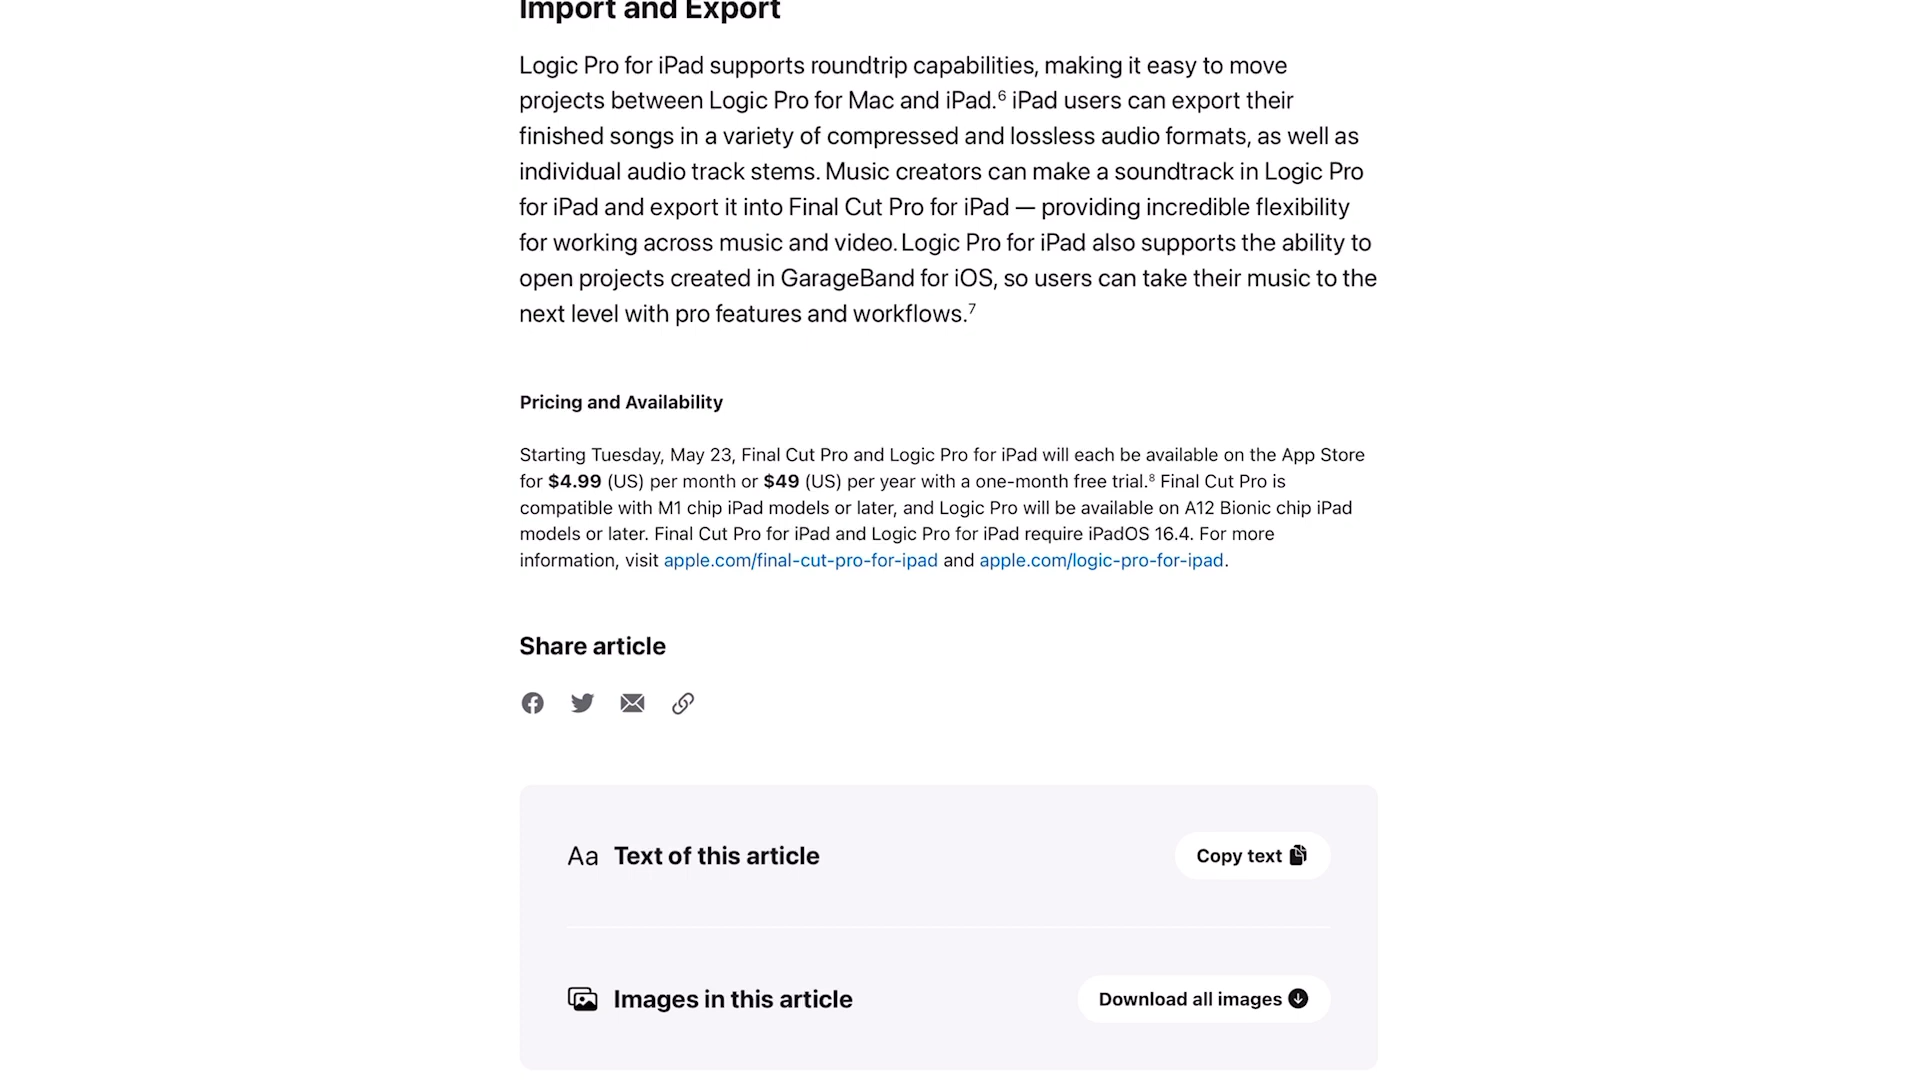 Import and Export
Logic Pro for iPad supports roundtrip capabilities, making it easy to move
projects between Logic Pro for Mac and iPad.⁶ iPad users can export their
finished songs in a variety of compressed and lossless audio formats, as well as
individual audio track stems. Music creators can make a soundtrack in Logic Pro
for iPad and export it into Final Cut Pro for iPad — providing incredible flexibility
for working across music and video. Logic Pro for iPad also supports the ability to
open projects created in GarageBand for iOS, so users can take their music to the
next level with pro features and workflows.⁷
Pricing and Availability
Starting Tuesday, May 23, Final Cut Pro and Logic Pro for iPad will each be available on the App Store
for $4.99 (US) per month or $49 (US) per year with a one-month free trial.⁸ Final Cut Pro is
compatible with M1 chip iPad models or later, and Logic Pro will be available on A12 Bionic chip iPad
models or later. Final Cut Pro for iPad and Logic Pro for iPad require iPadOS 16.4. For more
information, visit apple.com/final-cut-pro-for-ipad and apple.com/logic-pro-for-ipad.
Share article
Aa Text of this article
Copy text
Images in this article
Download all images